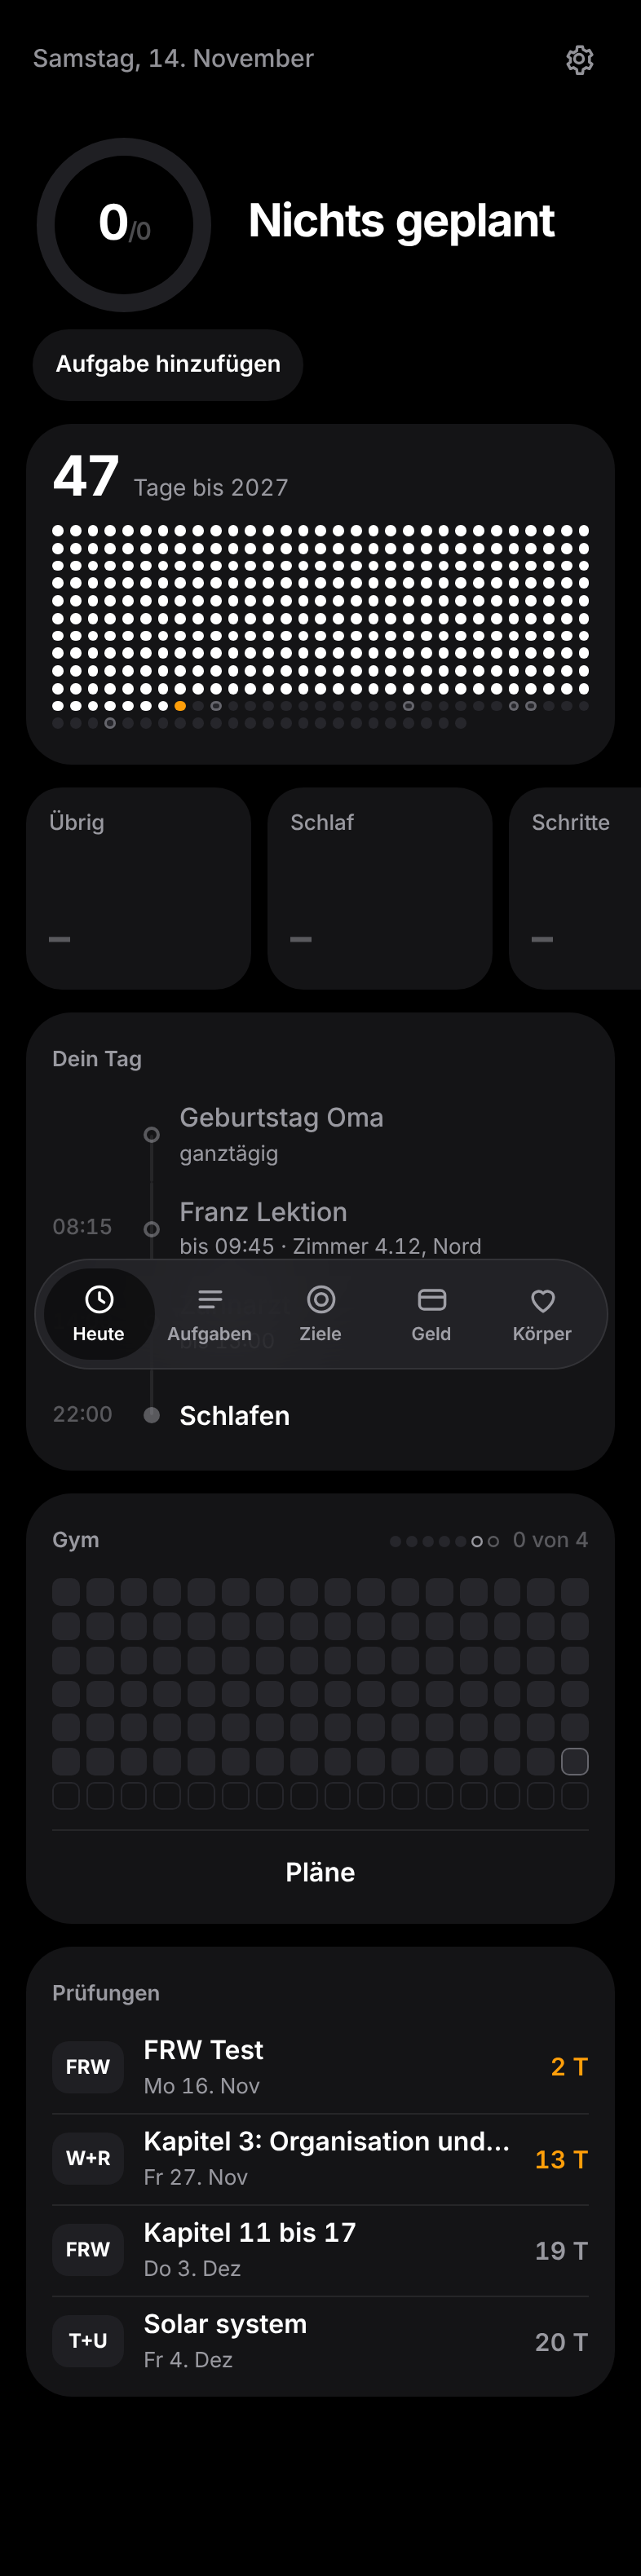 Samstag, 14. November
0/0
Nichts geplant
Aufgabe hinzufügen
47 Tage bis 2027
Übrig
Schlaf
Schritte
–
–
–
Dein Tag
Geburtstag Oma
ganztägig
08:15
Franz Lektion
bis 09:45 · Zimmer 4.12, Nord
Heute
Aufgaben
Ziele
Geld
Körper
22:00
Schlafen
Gym
0 von 4
Pläne
Prüfungen
FRW
FRW Test
Mo 16. Nov
2 T
W+R
Kapitel 3: Organisation und...
Fr 27. Nov
13 T
FRW
Kapitel 11 bis 17
Do 3. Dez
19 T
T+U
Solar system
Fr 4. Dez
20 T